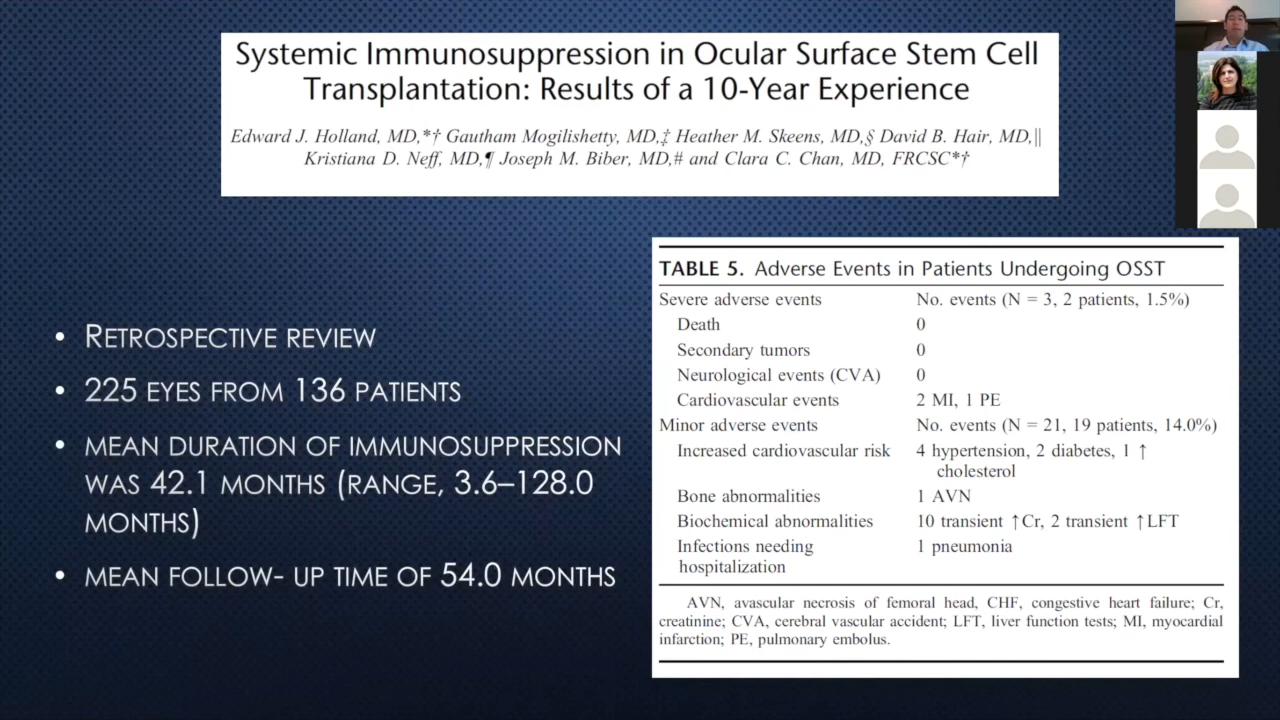 Systemic Immunosuppression in Ocular Surface Stem Cell
Transplantation: Results of a 10-Year Experience
Edward J. Holland, MD,*† Gautham Mogilishetty, MD,‡ Heather M. Skeens, MD,§ David B. Hair, MD,||
Kristiana D. Neff, MD,¶ Joseph M. Biber, MD,# and Clara C. Chan, MD, FRCSC*†
• RETROSPECTIVE REVIEW
• 225 EYES FROM 136 PATIENTS
• MEAN DURATION OF IMMUNOSUPPRESSION
WAS 42.1 MONTHS (RANGE, 3.6–128.0
MONTHS)
• MEAN FOLLOW- UP TIME OF 54.0 MONTHS
TABLE 5. Adverse Events in Patients Undergoing OSST
Severe adverse events No. events (N = 3, 2 patients, 1.5%)
Death 0
Secondary tumors 0
Neurological events (CVA) 0
Cardiovascular events 2 MI, 1 PE
Minor adverse events No. events (N = 21, 19 patients, 14.0%)
Increased cardiovascular risk 4 hypertension, 2 diabetes, 1 ↑
cholesterol
Bone abnormalities 1 AVN
Biochemical abnormalities 10 transient ↑Cr, 2 transient ↑LFT
Infections needing 1 pneumonia
hospitalization
AVN, avascular necrosis of femoral head, CHF, congestive heart failure; Cr,
creatinine; CVA, cerebral vascular accident; LFT, liver function tests; MI, myocardial
infarction; PE, pulmonary embolus.